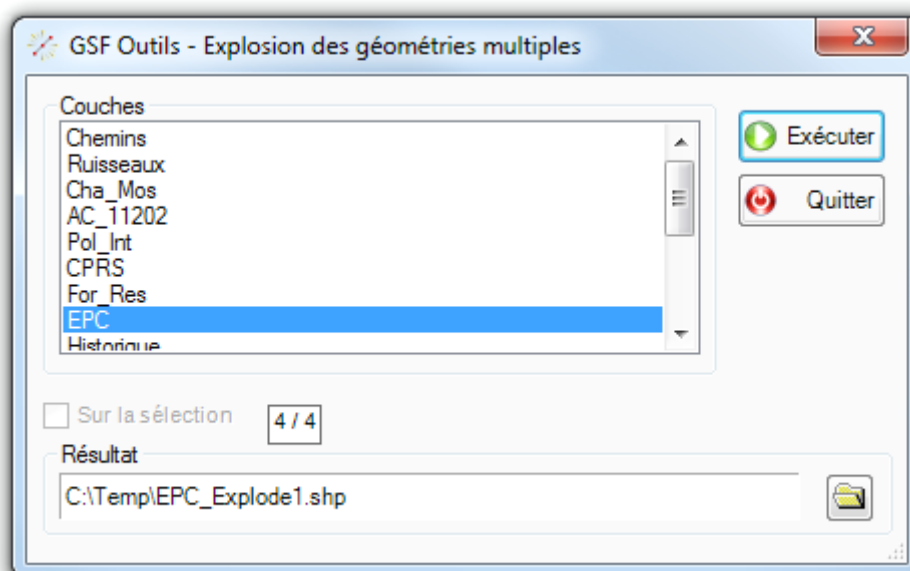 GSF Outils - Explosion des géométries multiples
Couches
Chemins
Ruisseaux
Cha_Mos
AC_11202
Pol_Int
CPRS
For_Res
EPC
Historique
Exécuter
Quitter
Sur la sélection
4 / 4
Résultat
C:\Temp\EPC_Explode1.shp